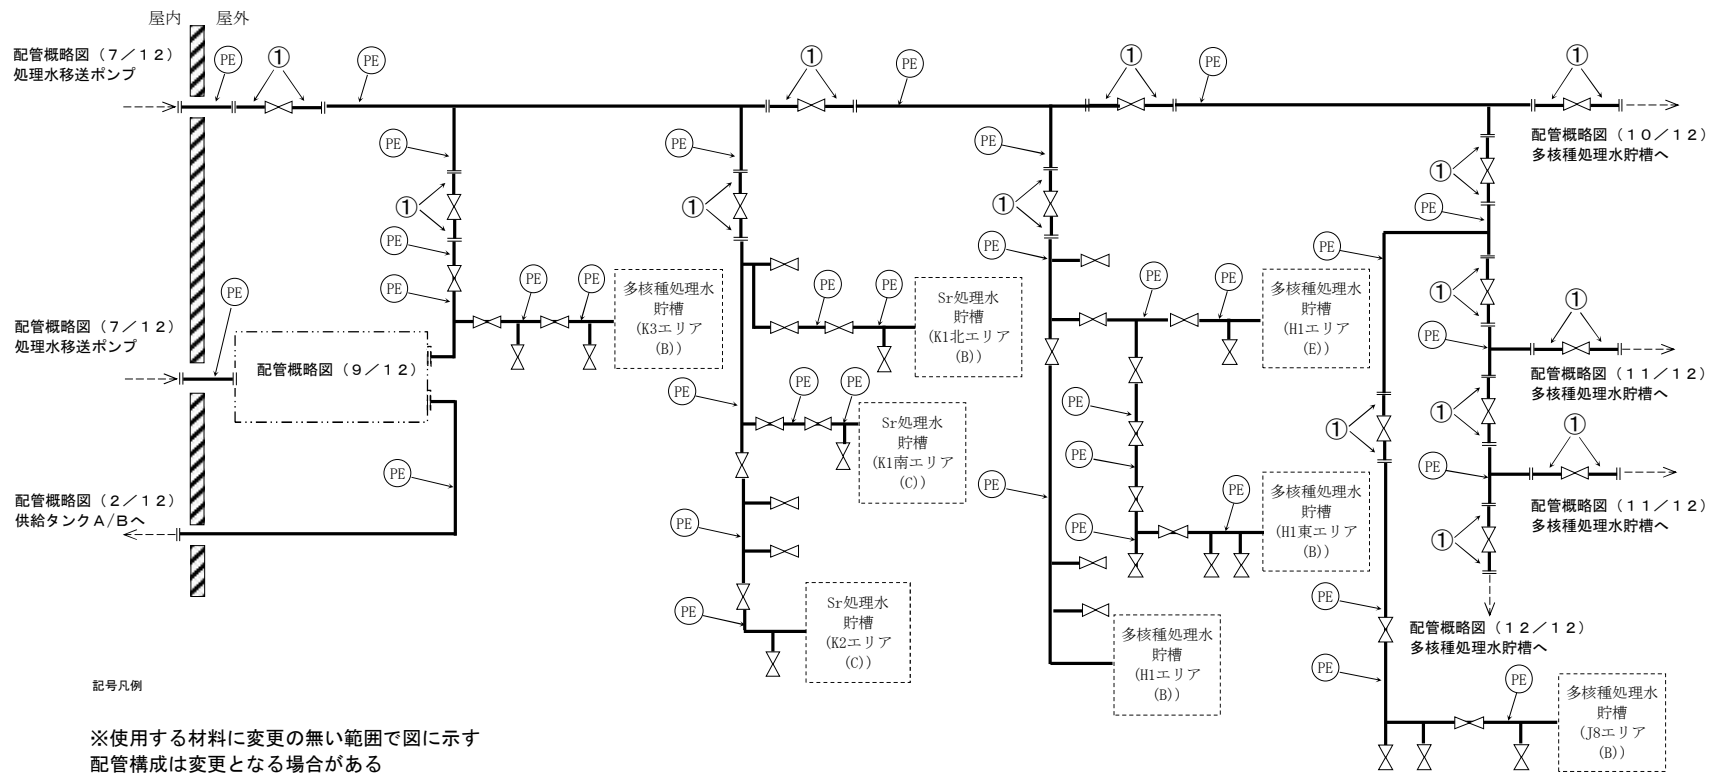 屋内 屋外
配管概略図（７／１２）
処理水移送ポンプ
PE
①
PE
①
PE
①
PE
①
配管概略図（１０／１２）
多核種処理水貯槽へ
PE
①
PE
PE
PE
PE
多核種処理水
貯槽
(K3エリア
(B))
PE
①
PE
PE
Sr処理水
貯槽
(K1北エリア
(B))
PE
PE
PE
Sr処理水
貯槽
(K1南エリア
(C))
PE
PE
Sr処理水
貯槽
(K2エリア
(C))
PE
①
PE
PE
PE
多核種処理水
貯槽
(H1エリア
(E))
PE
PE
PE
PE
PE
多核種処理水
貯槽
(H1東エリア
(B))
多核種処理水
貯槽
(H1エリア
(B))
①
PE
PE
①
①
PE
①
配管概略図（１１／１２）
多核種処理水貯槽へ
①
①
PE
①
配管概略図（１１／１２）
多核種処理水貯槽へ
①
PE
配管概略図（１２／１２）
多核種処理水貯槽へ
PE
PE
多核種処理水
貯槽
(J8エリア
(B))
PE
配管概略図（７／１２）
処理水移送ポンプ
配管概略図（９／１２）
PE
配管概略図（２／１２）
供給タンクＡ/Ｂへ
記号凡例
※使用する材料に変更の無い範囲で図に示す
配管構成は変更となる場合がある